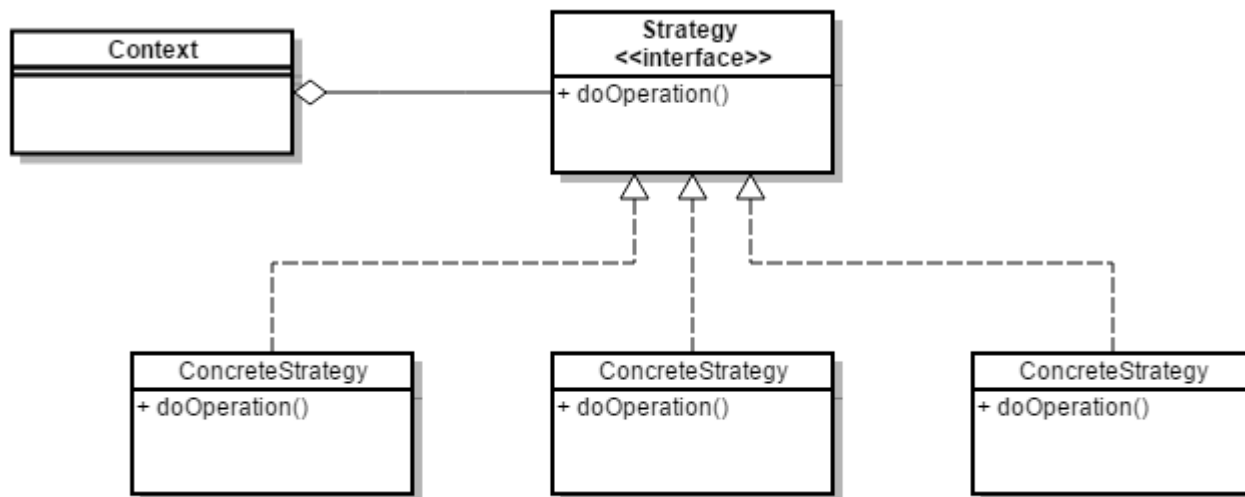 Context
Strategy
<<interface>>
+ doOperation()
ConcreteStrategy
+ doOperation()
ConcreteStrategy
+ doOperation()
ConcreteStrategy
+ doOperation()